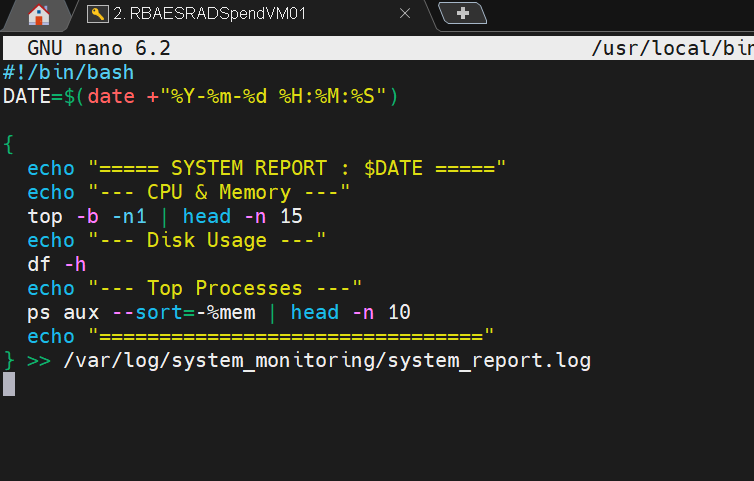 2. RBAESRADSpendVM01
GNU nano 6.2 /usr/local/bin
#!/bin/bash
DATE=$(date +"%Y-%m-%d %H:%M:%S")
{
echo "===== SYSTEM REPORT : $DATE ====="
echo "--- CPU & Memory ---"
top -b -n1 | head -n 15
echo "--- Disk Usage ---"
df -h
echo "--- Top Processes ---"
ps aux --sort=-%mem | head -n 10
echo "================================"
} >> /var/log/system_monitoring/system_report.log